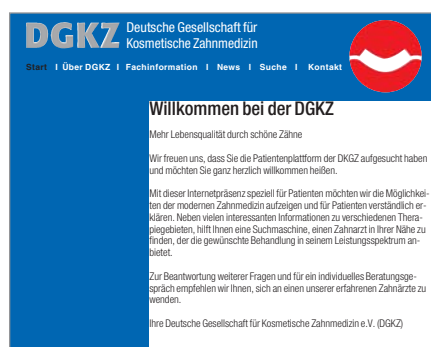 DGKZ Deutsche Gesellschaft für
Kosmetische Zahnmedizin
Start I Über DGKZ I Fachinformation I News I Suche I Kontakt
Willkommen bei der DGKZ
Mehr Lebensqualität durch schöne Zähne
Wir freuen uns, dass Sie die Patientenplattform der DKGZ aufgesucht haben
und möchten Sie ganz herzlich willkommen heißen.
Mit dieser Internetpräsenz speziell für Patienten möchten wir die Möglichkei-
ten der modernen Zahnmedizin aufzeigen und für Patienten verständlich er-
klären. Neben vielen interessanten Informationen zu verschiedenen Thera-
piegebieten, hilft Ihnen eine Suchmaschine, einen Zahnarzt in Ihrer Nähe zu
finden, der die gewünschte Behandlung in seinem Leistungsspektrum an-
bietet.
Zur Beantwortung weiterer Fragen und für ein individuelles Beratungsge-
spräch empfehlen wir Ihnen, sich an einen unserer erfahrenen Zahnärzte zu
wenden.
Ihre Deutsche Gesellschaft für Kosmetische Zahnmedizin e.V. (DGKZ)